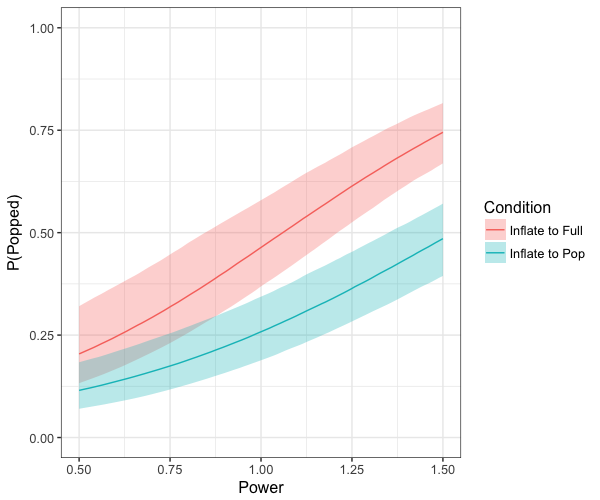 1.00
0.75
0.50
0.25
0.00
P(Popped)
0.50 0.75 1.00 1.25 1.50
Power
Condition
Inflate to Full
Inflate to Pop